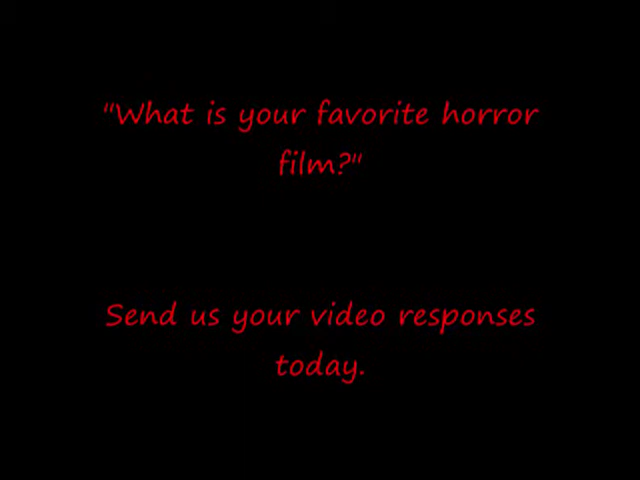 "What is your favorite horror
film?"
Send us your video responses
today.